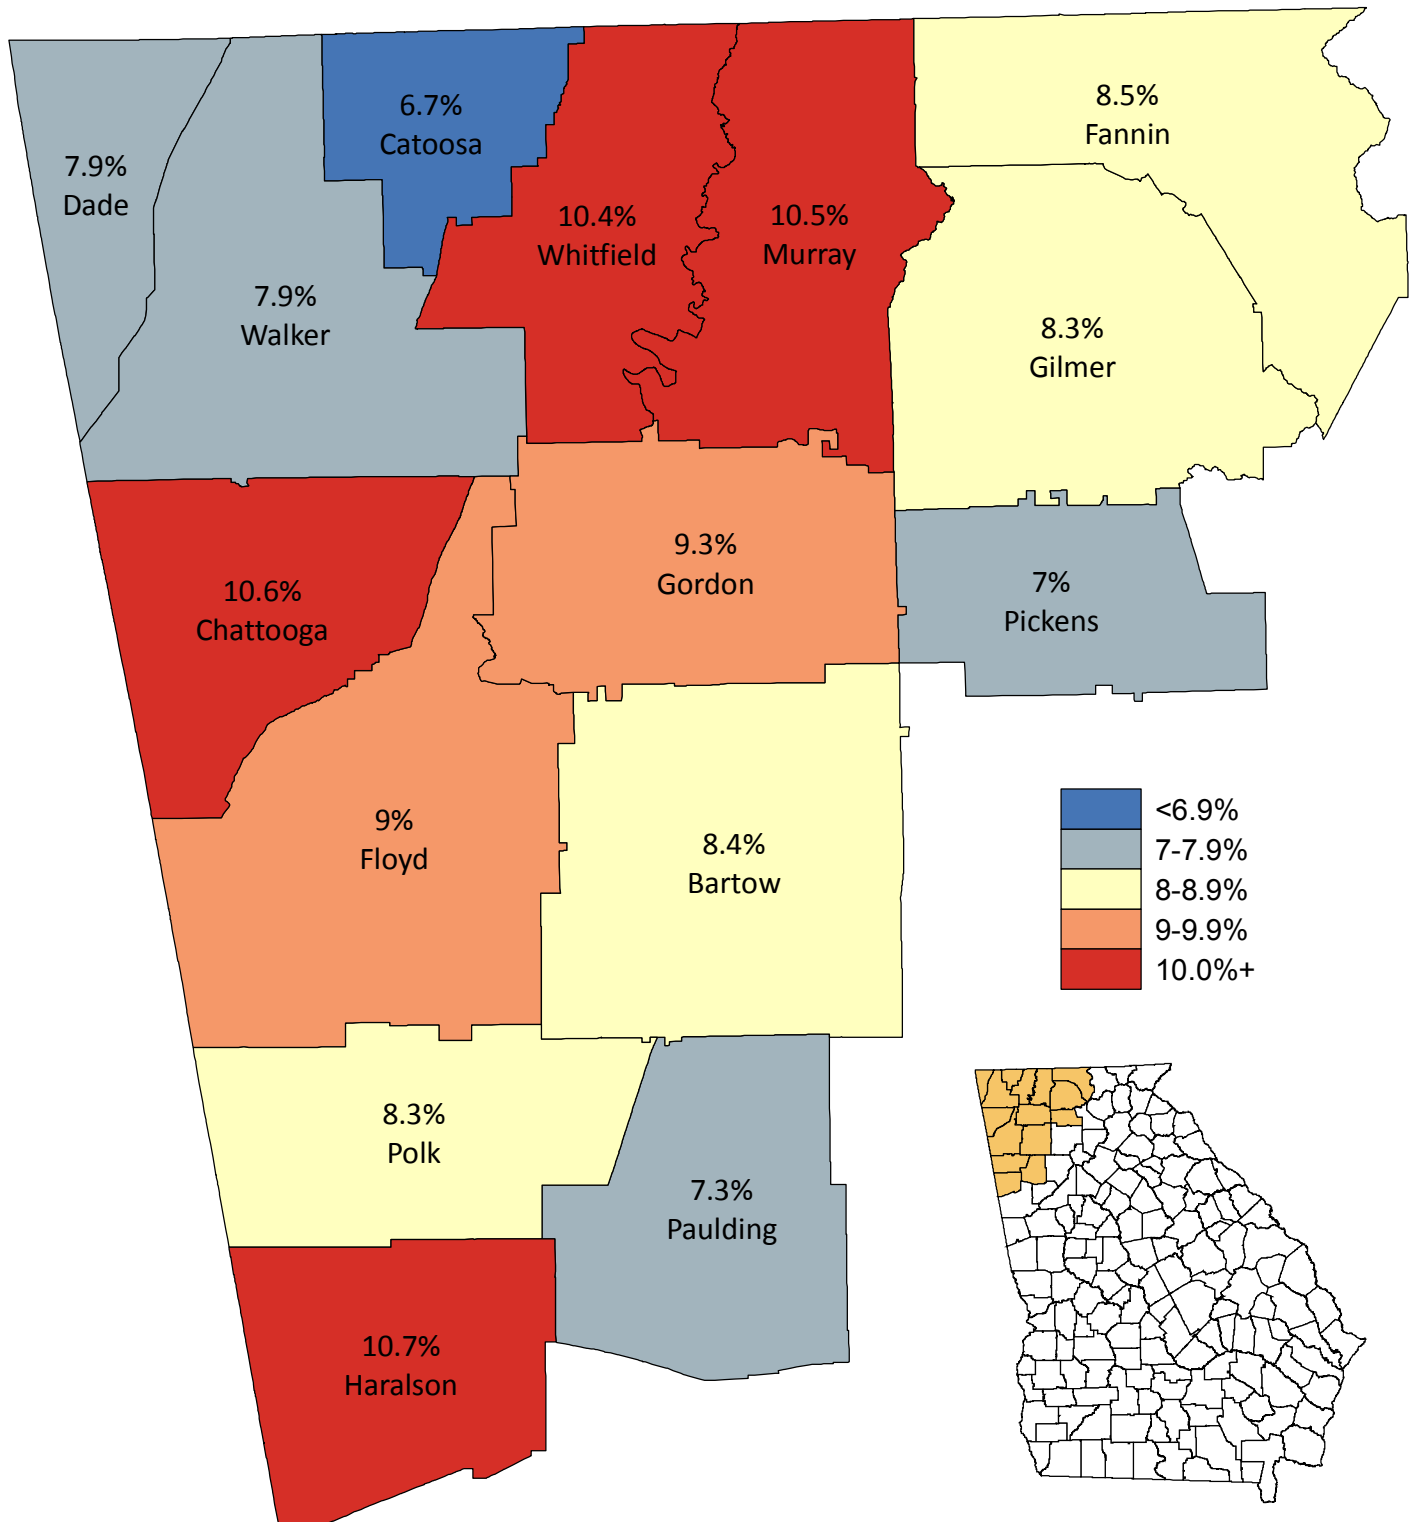 8.5%
Fannin
6.7%
Catoosa
7.9%
Dade
10.4%
Whitfield
10.5%
Murray
7.9%
Walker
8.3%
Gilmer
9.3%
Gordon
10.6%
Chattooga
7%
Pickens
9%
Floyd
8.4%
Bartow
<6.9%
7-7.9%
8-8.9%
9-9.9%
10.0%+
8.3%
Polk
7.3%
Paulding
10.7%
Haralson